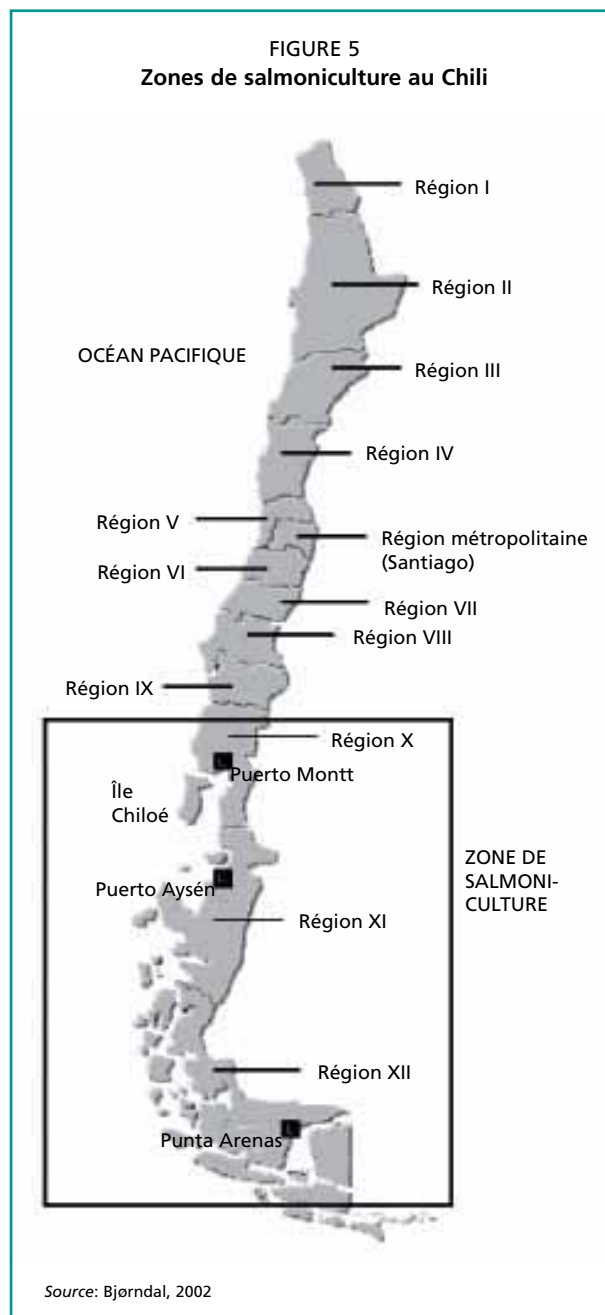 FIGURE 5
Zones de salmoniculture au Chili
Région I
Région II
OCÉAN PACIFIQUE
Région III
Région IV
Région V
Région métropolitaine
(Santiago)
Région VI
Région VII
Région VIII
Région IX
Région X
Puerto Montt
Île
Chiloé
ZONE DE
SALMONI-
CULTURE
Puerto Aysén
Région XI
Région XII
Punta Arenas
Source: Bjørndal, 2002